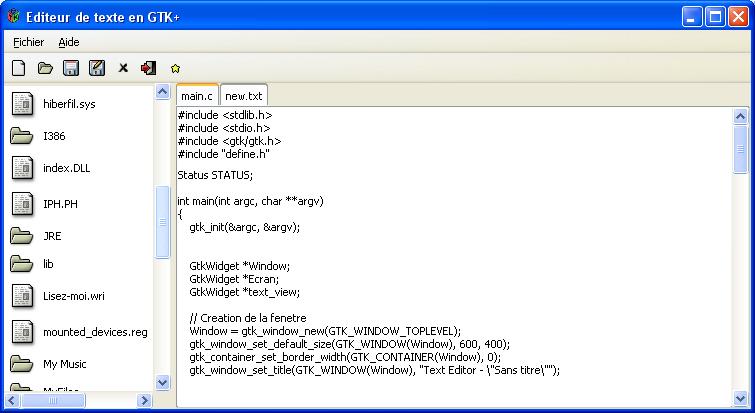 Editeur de texte en GTK+
Fichier Aide
hiberfil.sys
I386
index.DLL
IPH.PH
JRE
lib
Lisez-moi.wri
mounted_devices.reg
My Music
MyFiles
main.c new.txt
#include <stdlib.h>
#include <stdio.h>
#include <gtk/gtk.h>
#include "define.h"
Status STATUS;
int main(int argc, char **argv)
{
gtk_init(&argc, &argv);
GtkWidget *Window;
GtkWidget *Ecran;
GtkWidget *text_view;
// Creation de la fenetre
Window = gtk_window_new(GTK_WINDOW_TOPLEVEL);
gtk_window_set_default_size(GTK_WINDOW(Window), 600, 400);
gtk_container_set_border_width(GTK_CONTAINER(Window), 0);
gtk_window_set_title(GTK_WINDOW(Window), "Text Editor - \"Sans titre\"");